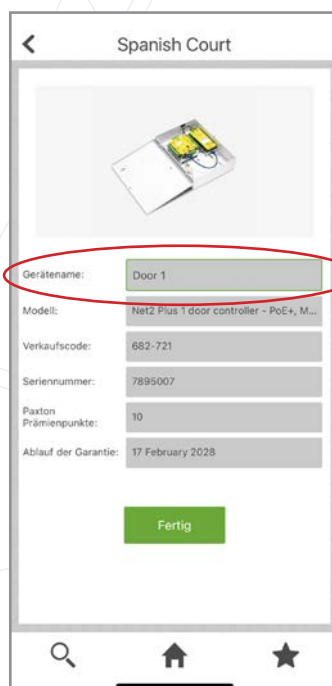 Spanish Court
Gerätename: Door 1
Modell: Net2 Plus 1 door controller - PoE+, M...
Verkaufscode: 682-721
Seriennummer: 7895007
Paxton
Prämienpunkte: 10
Ablauf der Garantie: 17 February 2028
Fertig